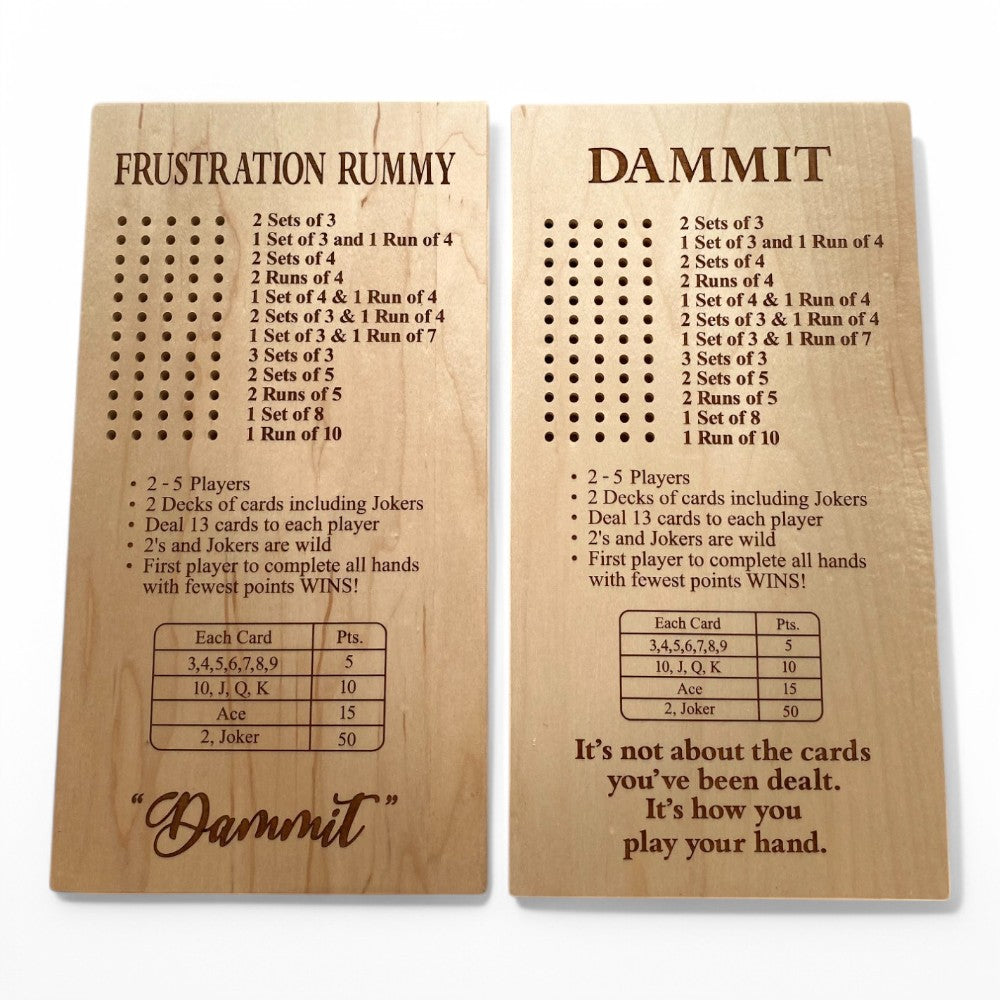 FRUSTRATION RUMMY
2 Sets of 3
1 Set of 3 and 1 Run of 4
2 Sets of 4
2 Runs of 4
1 Set of 4 & 1 Run of 4
2 Sets of 3 & 1 Run of 4
1 Set of 3 & 1 Run of 7
3 Sets of 3
2 Sets of 5
2 Runs of 5
1 Set of 8
1 Run of 10
• 2 - 5 Players
• 2 Decks of cards including Jokers
• Deal 13 cards to each player
• 2's and Jokers are wild
• First player to complete all hands
with fewest points WINS!
Each Card Pts.
3,4,5,6,7,8,9 5
10, J, Q, K 10
Ace 15
2, Joker 50
"Dammit"
DAMMIT
2 Sets of 3
1 Set of 3 and 1 Run of 4
2 Sets of 4
2 Runs of 4
1 Set of 4 & 1 Run of 4
2 Sets of 3 & 1 Run of 4
1 Set of 3 & 1 Run of 7
3 Sets of 3
2 Sets of 5
2 Runs of 5
1 Set of 8
1 Run of 10
• 2 - 5 Players
• 2 Decks of cards including Jokers
• Deal 13 cards to each player
• 2's and Jokers are wild
• First player to complete all hands
with fewest points WINS!
Each Card Pts.
3,4,5,6,7,8,9 5
10, J, Q, K 10
Ace 15
2, Joker 50
It's not about the cards
you've been dealt.
It's how you
play your hand.